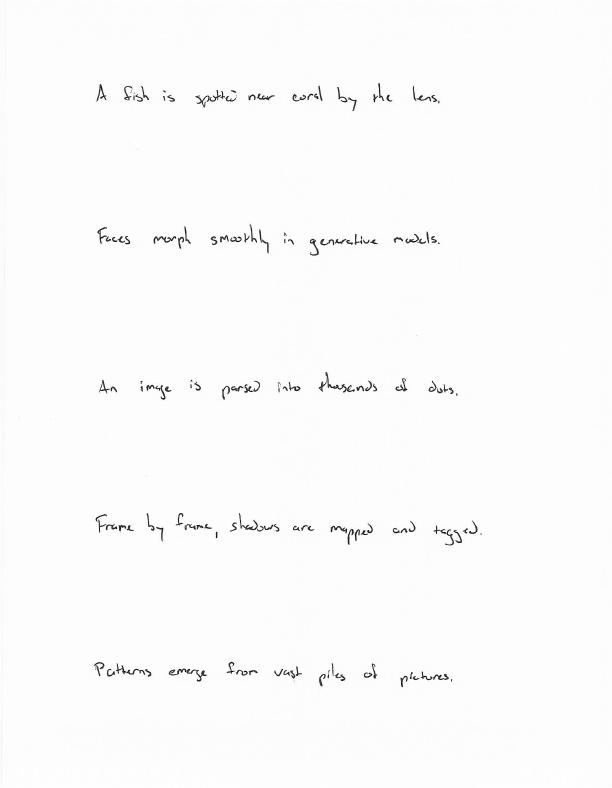 A fish is spotted near coral by the lens.
Faces morph smoothly in generative models.
An image is parsed into thosends of dots.
Frame by frame, shadows are mapped and tagged.
Patterns emerge from vast piles of pictures.